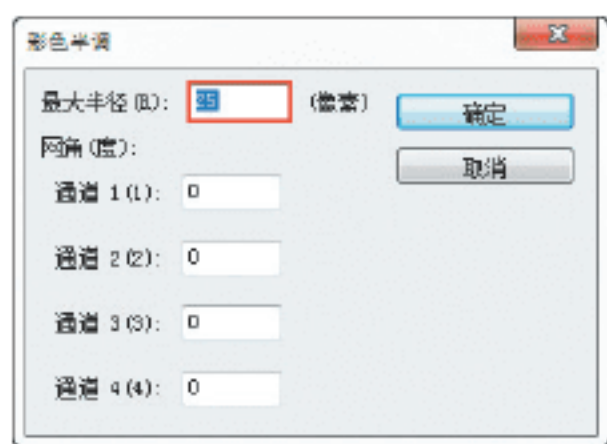 彩色半调
最大半径(R): 35 (像素)
确定
网角(度):
取消
通道 1(1): 0
通道 2(2): 0
通道 3(3): 0
通道 4(4): 0